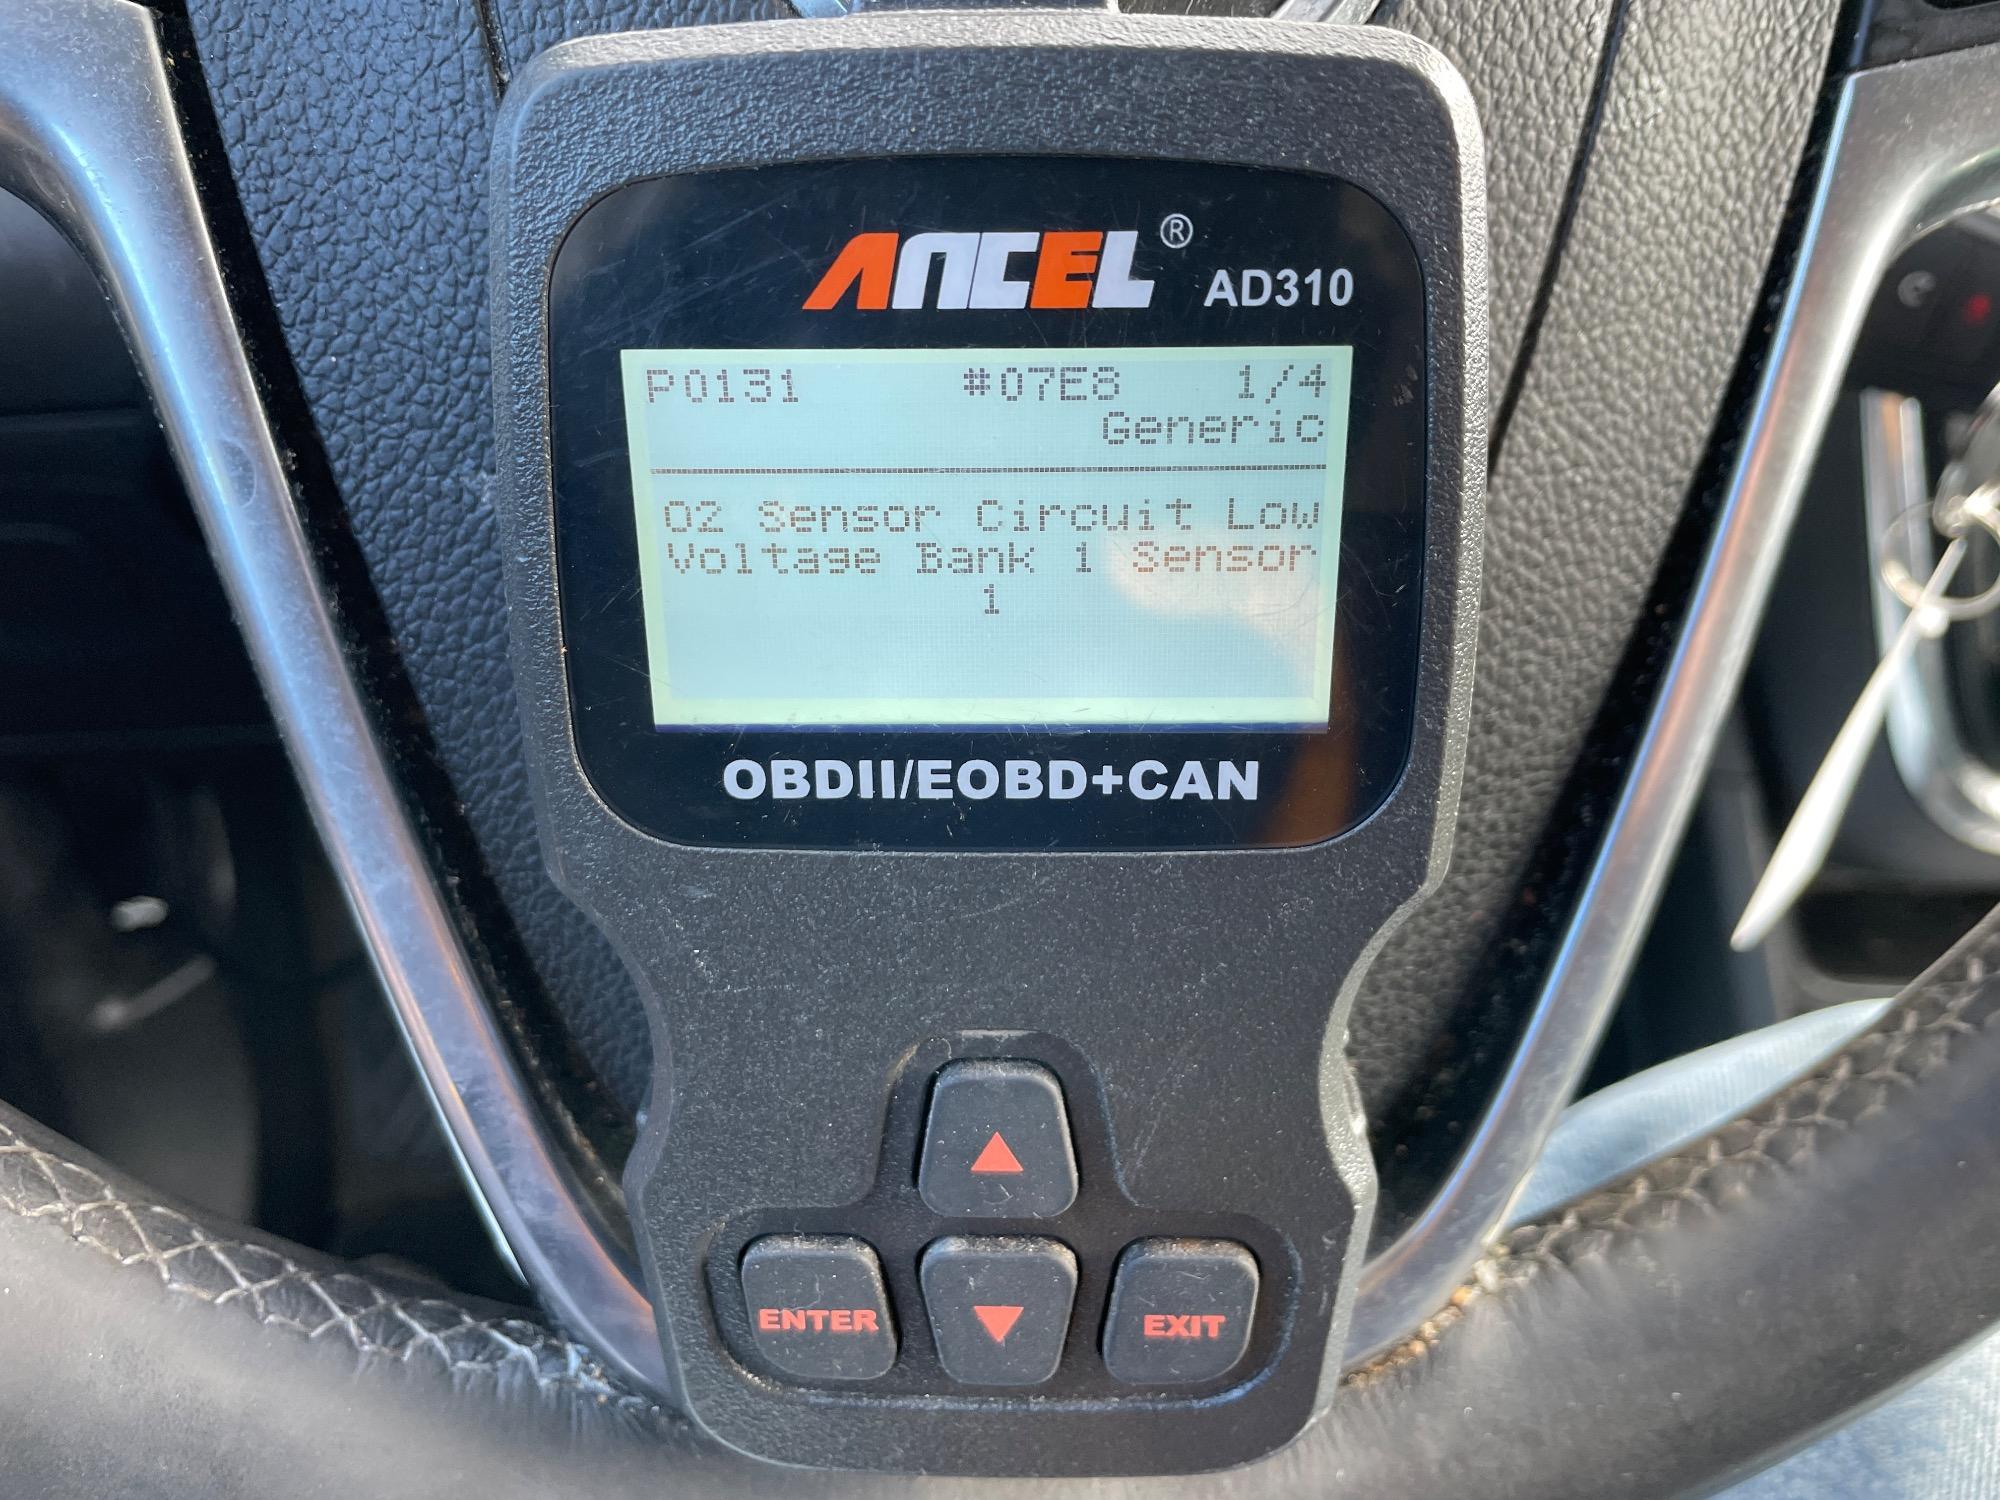 ANCEL® AD310
P0131 #07E8 1/4
Generic
O2 Sensor Circuit Low
Voltage Bank 1 Sensor
1
OBDII/EOBD+CAN
ENTER EXIT